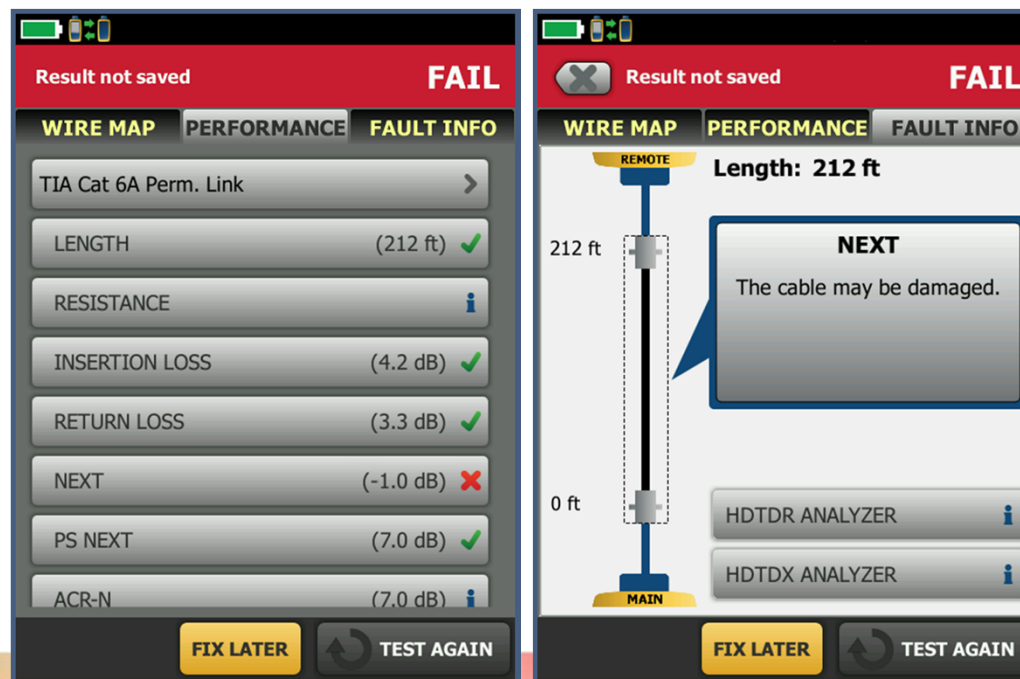 Result not saved FAIL
WIRE MAP PERFORMANCE FAULT INFO
TIA Cat 6A Perm. Link
LENGTH (212 ft)
RESISTANCE
INSERTION LOSS (4.2 dB)
RETURN LOSS (3.3 dB)
NEXT (-1.0 dB)
PS NEXT (7.0 dB)
ACR-N (7.0 dB)
FIX LATER TEST AGAIN
Result not saved FAIL
WIRE MAP PERFORMANCE FAULT INFO
REMOTE
Length: 212 ft
212 ft
NEXT
The cable may be damaged.
0 ft
HDTDR ANALYZER
HDTDX ANALYZER
MAIN
FIX LATER TEST AGAIN